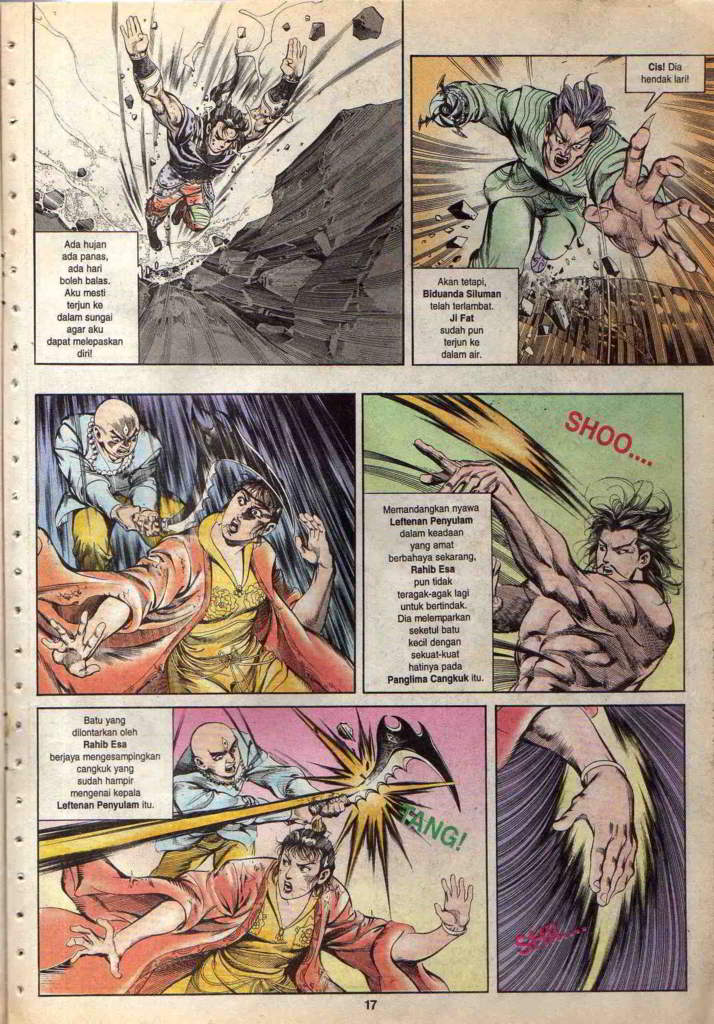 Ada hujan
ada panas,
ada hari
boleh balas.
Aku mesti
terjun ke
dalam sungai
agar aku
dapat melepaskan
diri!
Cis! Dia
hendak lari!
Akan tetapi,
Biduanda Siluman
telah terlambat.
Ji Fat
sudah pun
terjun ke
dalam air.
SHOO....
Memandangkan nyawa
Leftenan Penyulam
dalam keadaan
yang amat
berbahaya sekarang,
Rahib Esa
pun tidak
teragak-agak lagi
untuk bertindak.
Dia melemparkan
seketul batu
kecil dengan
sekuat-kuat
hatinya pada
Panglima Cangkuk itu.
Batu yang
dilontarkan oleh
Rahib Esa
berjaya mengesampingkan
cangkuk yang
sudah hampir
mengenai kepala
Leftenan Penyulam itu.
TANG!
17